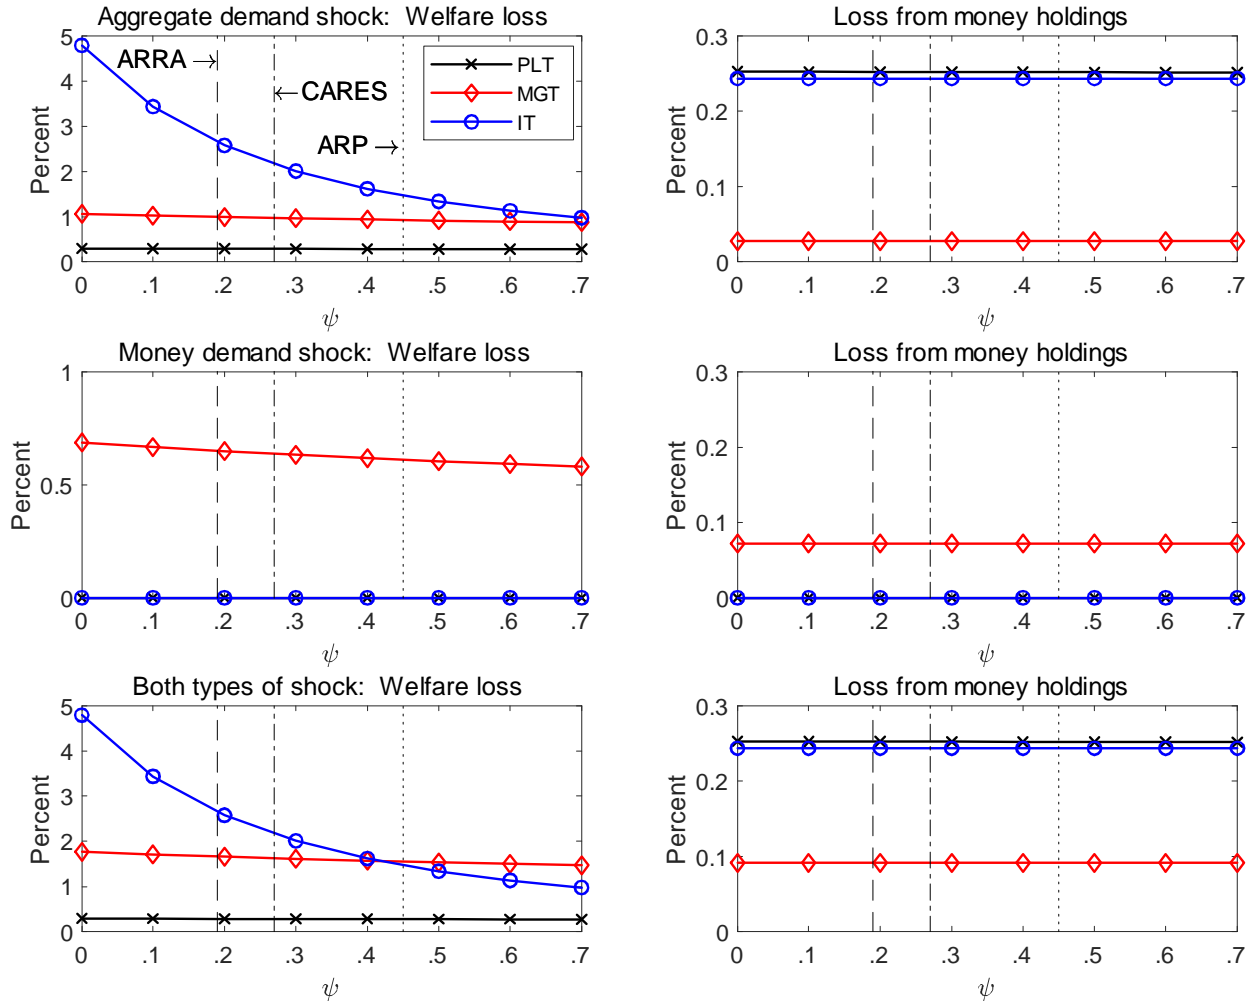 Aggregate demand shock: Welfare loss
5
4
3
2
1
0
Percent
ARRA →
← CARES
ARP →
PLT
MGT
IT
0 .1 .2 .3 .4 .5 .6 .7
ψ
Loss from money holdings
0.3
0.2
0.1
0
Percent
0 .1 .2 .3 .4 .5 .6 .7
ψ
Money demand shock: Welfare loss
1
0.5
0
Percent
0 .1 .2 .3 .4 .5 .6 .7
ψ
Loss from money holdings
0.3
0.2
0.1
0
Percent
0 .1 .2 .3 .4 .5 .6 .7
ψ
Both types of shock: Welfare loss
5
4
3
2
1
0
Percent
0 .1 .2 .3 .4 .5 .6 .7
ψ
Loss from money holdings
0.3
0.2
0.1
0
Percent
0 .1 .2 .3 .4 .5 .6 .7
ψ